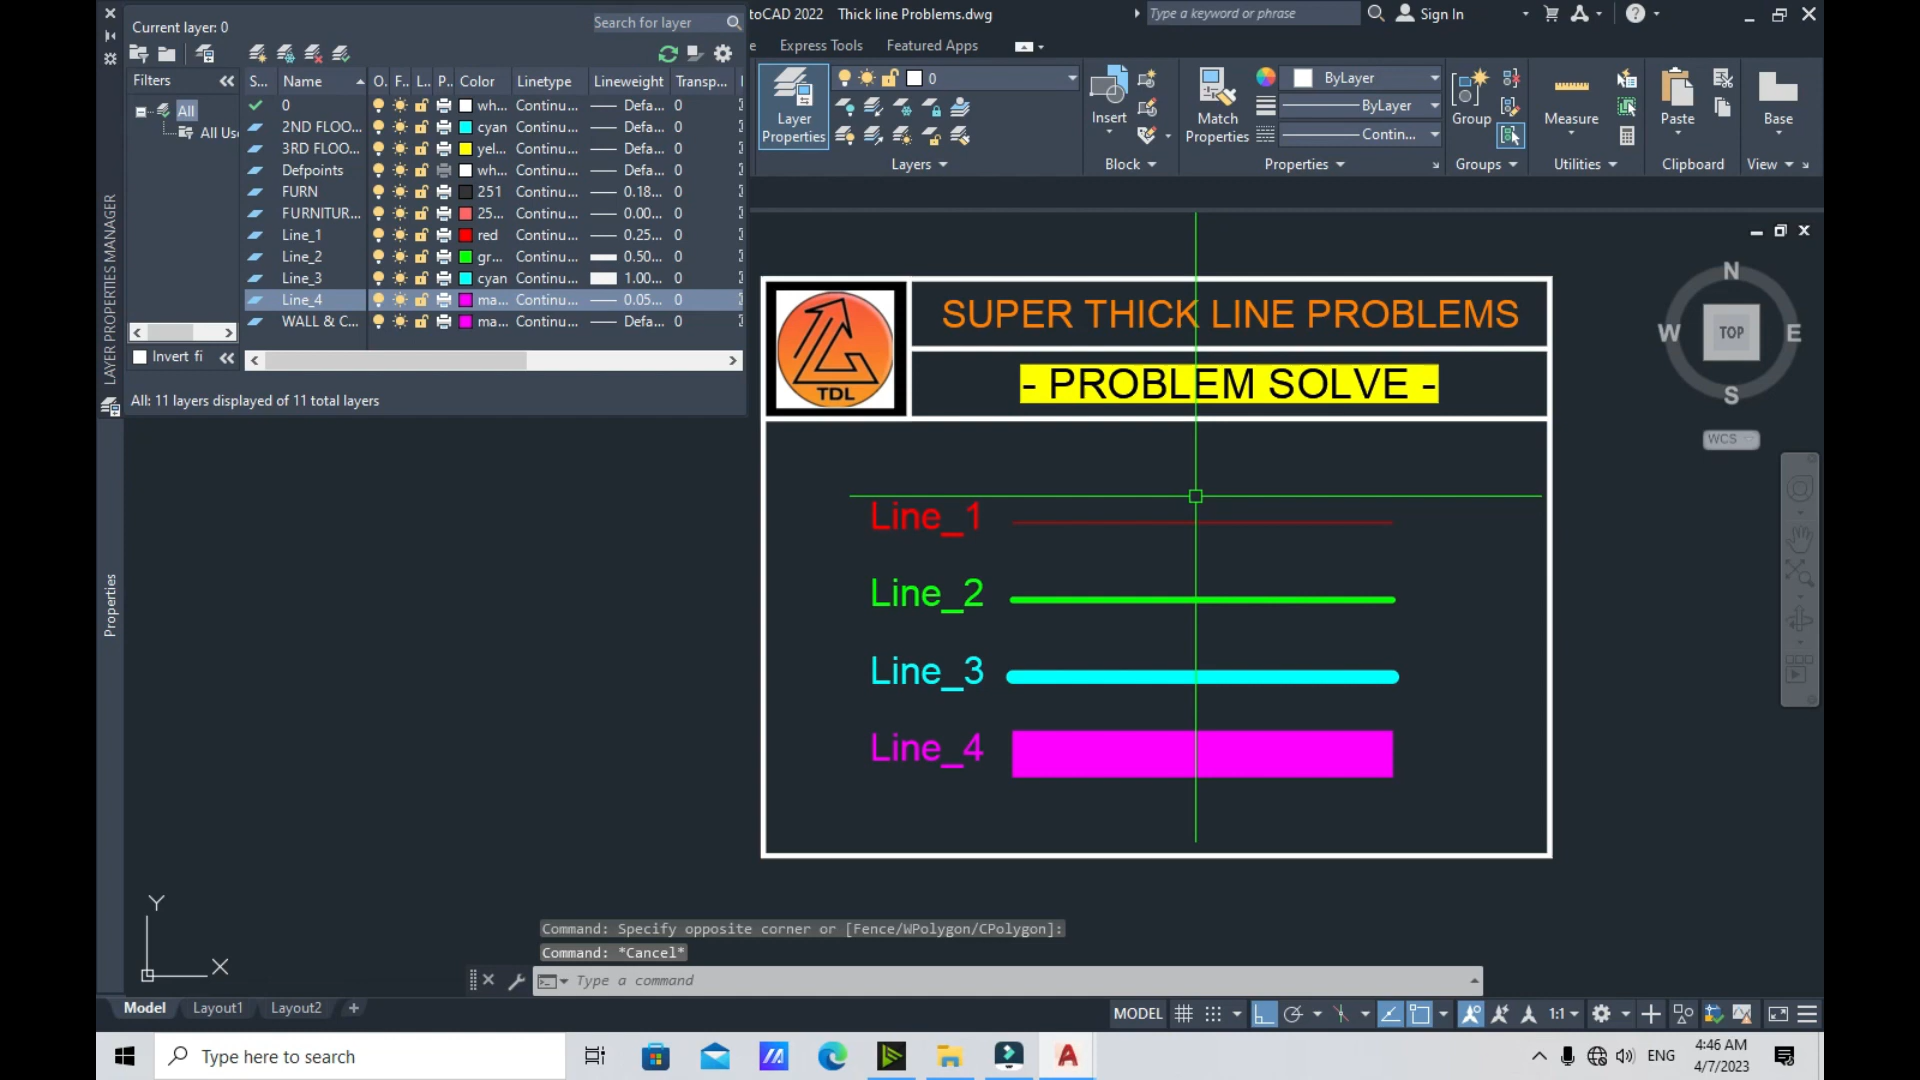 Current layer: 0
Search for layer
Filters
S... Name O. F.. L.. P.. Color Linetype Lineweight Transp...
All
All Use
0 wh... Continu... Defa... 0
2ND FLOO... cyan Continu... Defa... 0
3RD FLOO... yel... Continu... Defa... 0
Defpoints wh... Continu... Defa... 0
FURN 251 Continu... 0.18... 0
FURNITUR... 25... Continu... 0.00... 0
Line_1 red Continu... 0.25... 0
Line_2 gr... Continu... 0.50... 0
Line_3 cyan Continu... 1.00... 0
Line_4 ma... Continu... 0.05... 0
WALL & C... ma... Continu... Defa... 0
Invert fi
All: 11 layers displayed of 11 total layers
LAYER PROPERTIES MANAGER
Properties
toCAD 2022 Thick line Problems.dwg
Type a keyword or phrase
Sign In
e Express Tools Featured Apps
Layer Properties
0
Layers
Insert
Block
Match Properties
ByLayer
ByLayer
Contin...
Properties
Group
Groups
Measure
Utilities
Paste
Clipboard
Base
View
N
W TOP E
S
WCS
TDL
SUPER THICK LINE PROBLEMS
- PROBLEM SOLVE -
Line_1
Line_2
Line_3
Line_4
Y
X
Command: Specify opposite corner or [Fence/WPolygon/CPolygon]:
Command: *Cancel*
Type a command
Model Layout1 Layout2 +
MODEL 1:1
Type here to search
ENG
4:46 AM
4/7/2023